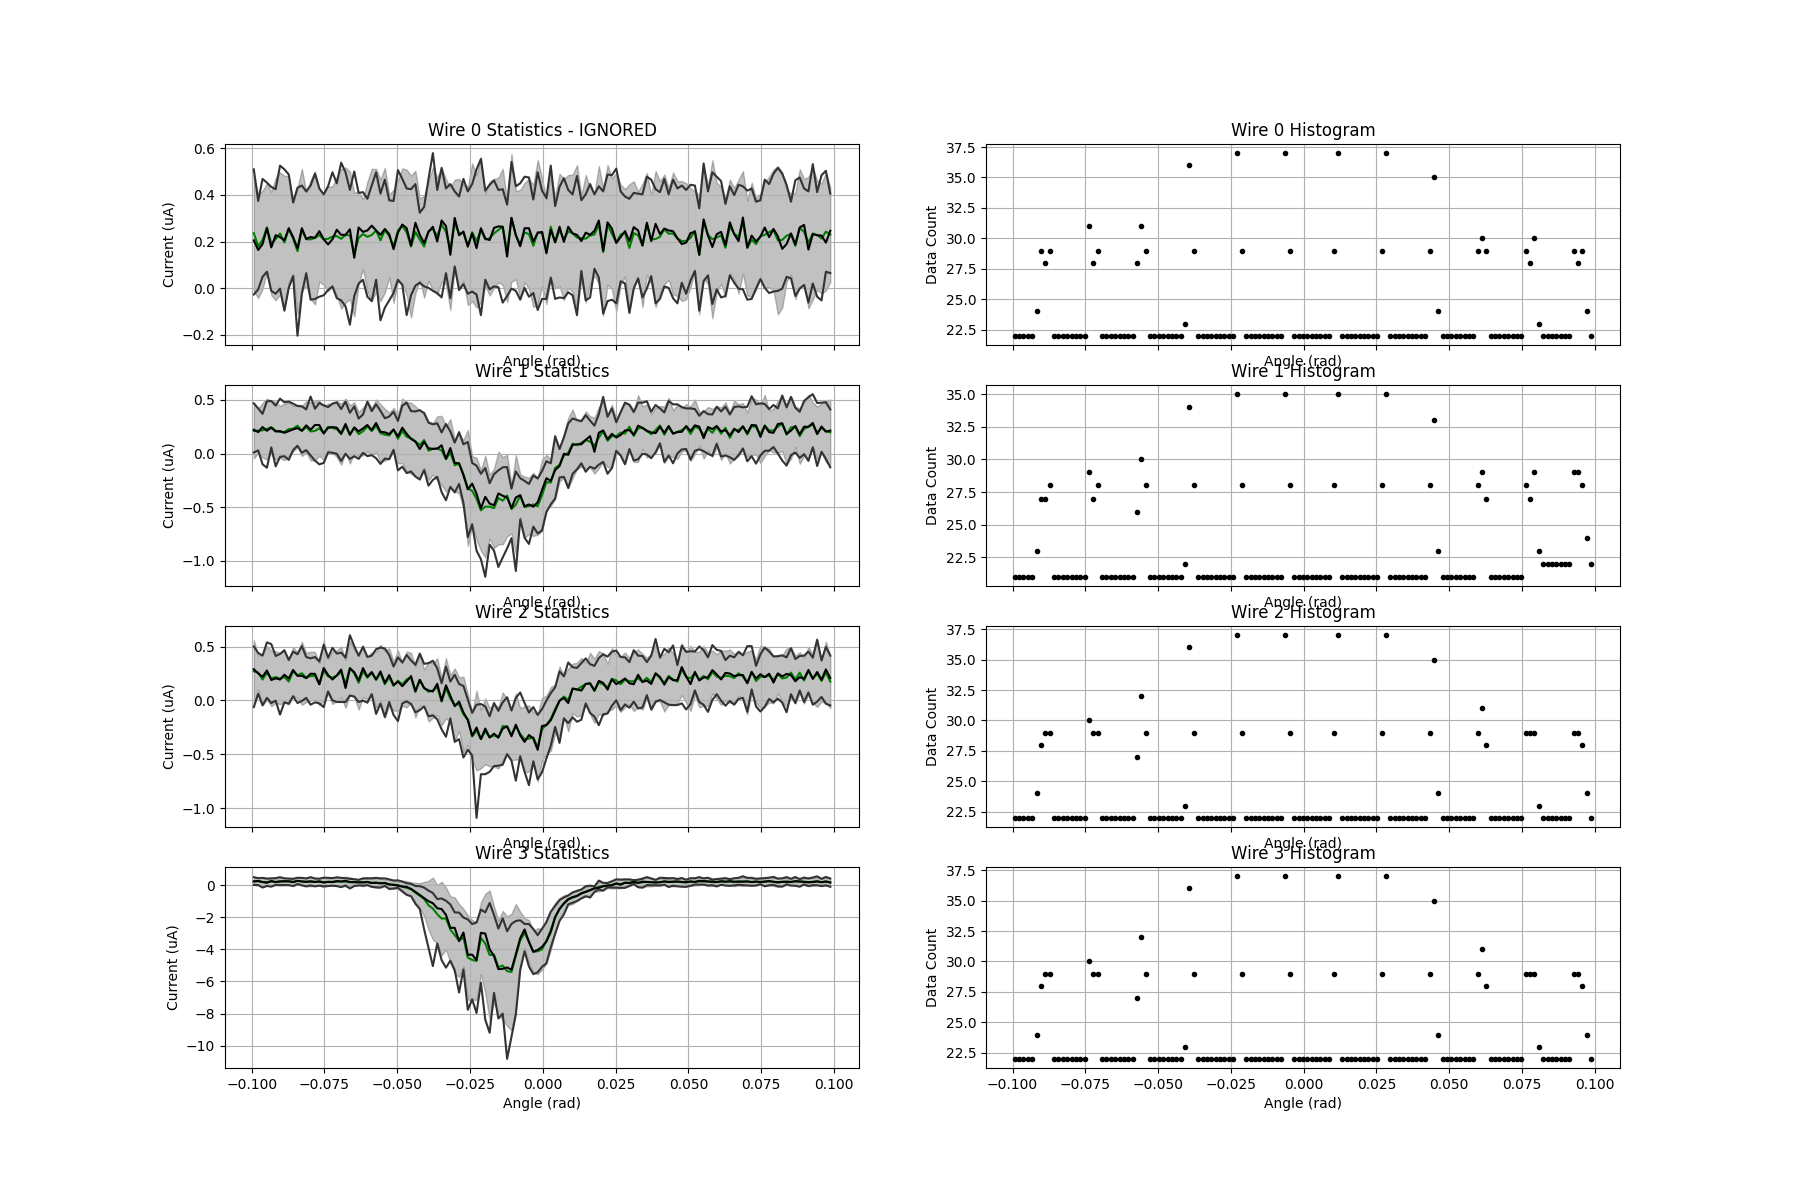 Wire 0 Statistics - IGNORED
Current (uA)
0.6
0.4
0.2
0.0
−0.2
Angle (rad)
Wire 0 Histogram
Data Count
37.5
35.0
32.5
30.0
27.5
25.0
22.5
Angle (rad)
Wire 1 Statistics
Current (uA)
0.5
0.0
−0.5
−1.0
Angle (rad)
Wire 1 Histogram
Data Count
35.0
32.5
30.0
27.5
25.0
22.5
Angle (rad)
Wire 2 Statistics
Current (uA)
0.5
0.0
−0.5
−1.0
Angle (rad)
Wire 2 Histogram
Data Count
37.5
35.0
32.5
30.0
27.5
25.0
22.5
Angle (rad)
Wire 3 Statistics
Current (uA)
0
−2
−4
−6
−8
−10
−0.100 −0.075 −0.050 −0.025 0.000 0.025 0.050 0.075 0.100
Angle (rad)
Wire 3 Histogram
Data Count
37.5
35.0
32.5
30.0
27.5
25.0
22.5
−0.100 −0.075 −0.050 −0.025 0.000 0.025 0.050 0.075 0.100
Angle (rad)